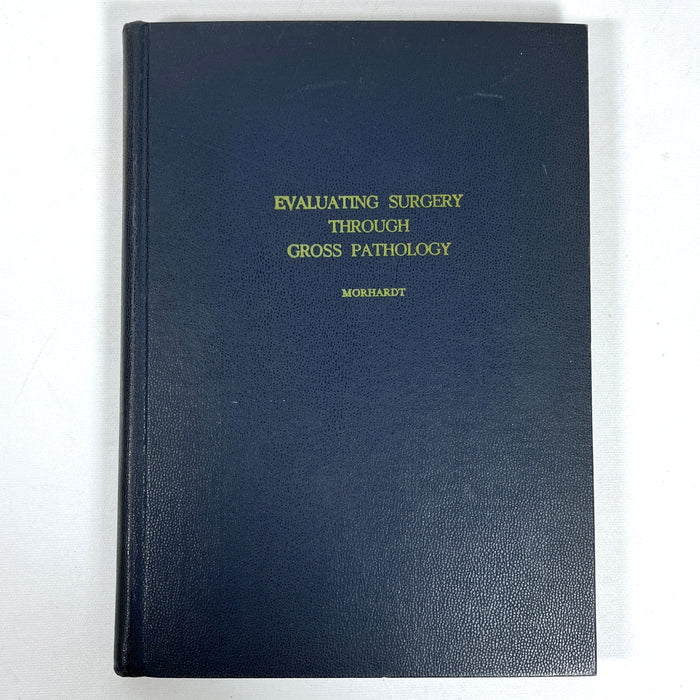 EVALUATING SURGERY
THROUGH
GROSS PATHOLOGY
MORHARDT